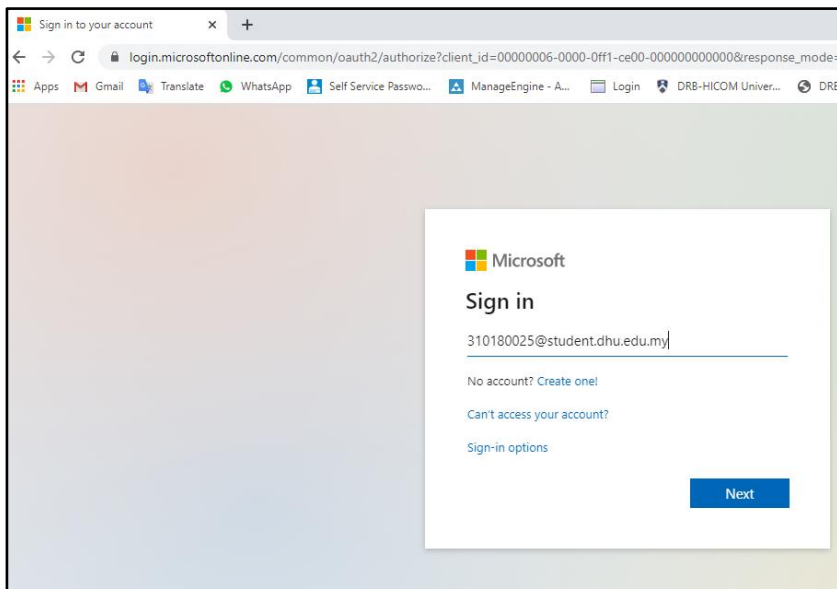 Sign in to your account
login.microsoftonline.com/common/oauth2/authorize?client_id=00000006-0000-0ff1-ce00-000000000000&response_mode=
Apps Gmail Translate WhatsApp Self Service Passwo... ManageEngine - A... Login DRB-HICOM Univer... DRE
Microsoft
Sign in
310180025@student.dhu.edu.my
No account? Create one!
Can't access your account?
Sign-in options
Next